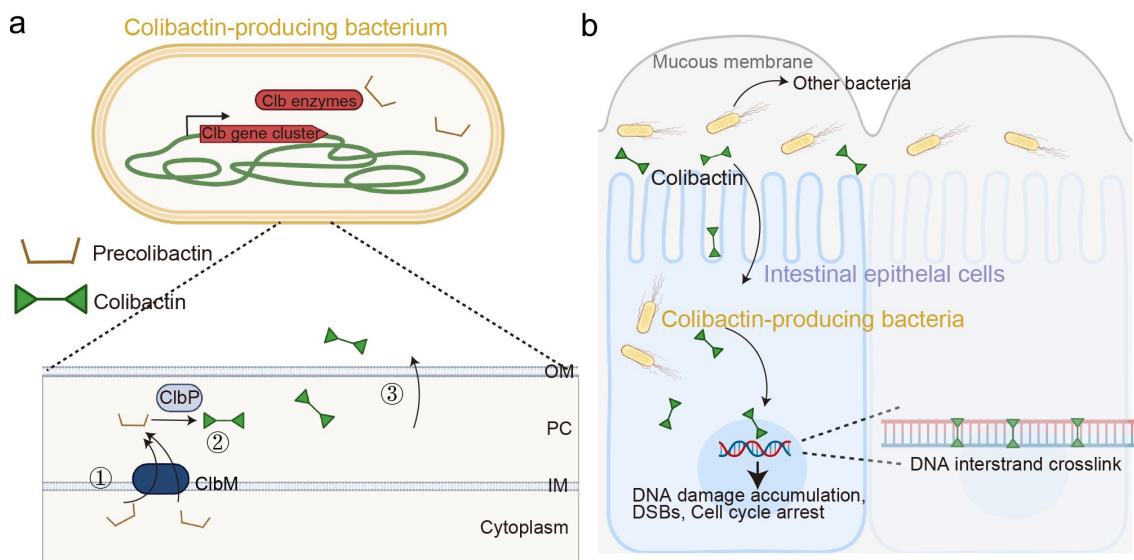 a
Colibactin-producing bacterium
Clb enzymes
Clb gene cluster
Precolibactin
Colibactin
OM
ClbP
③
PC
②
①
ClbM
IM
Cytoplasm
b
Mucous membrane
Other bacteria
Colibactin
Intestinal epithelal cells
Colibactin-producing bacteria
DNA interstrand crosslink
DNA damage accumulation,
DSBs, Cell cycle arrest